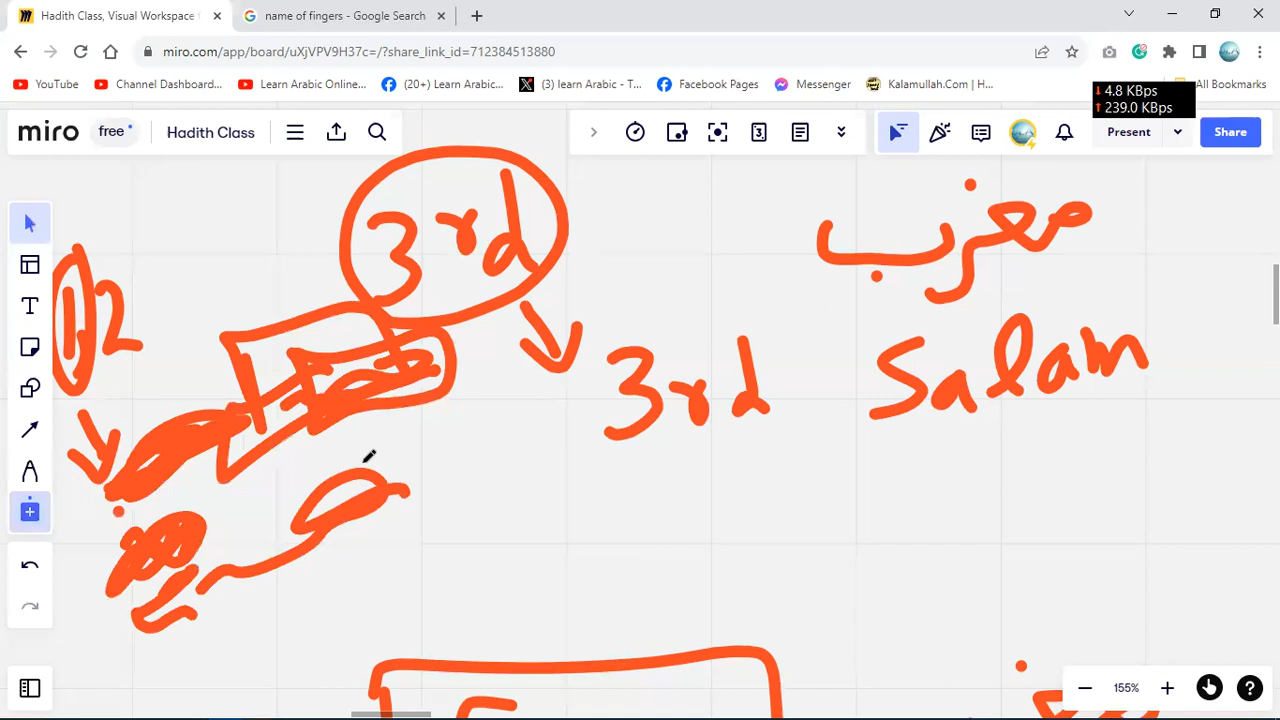 Hadith Class, Visual Workspace f
name of fingers - Google Search
miro.com/app/board/uXjVPV9H37c=/?share_link_id=712384513880
YouTube
Channel Dashboard...
Learn Arabic Online...
(20+) Learn Arabic...
(3) learn Arabic - T...
Facebook Pages
Messenger
Kalamullah.Com | H...
All Bookmarks
4.8 KBps
239.0 KBps
miro
free
Hadith Class
3
Present
Share
3rd
مغرب
1 2
3rd
Salam
155%